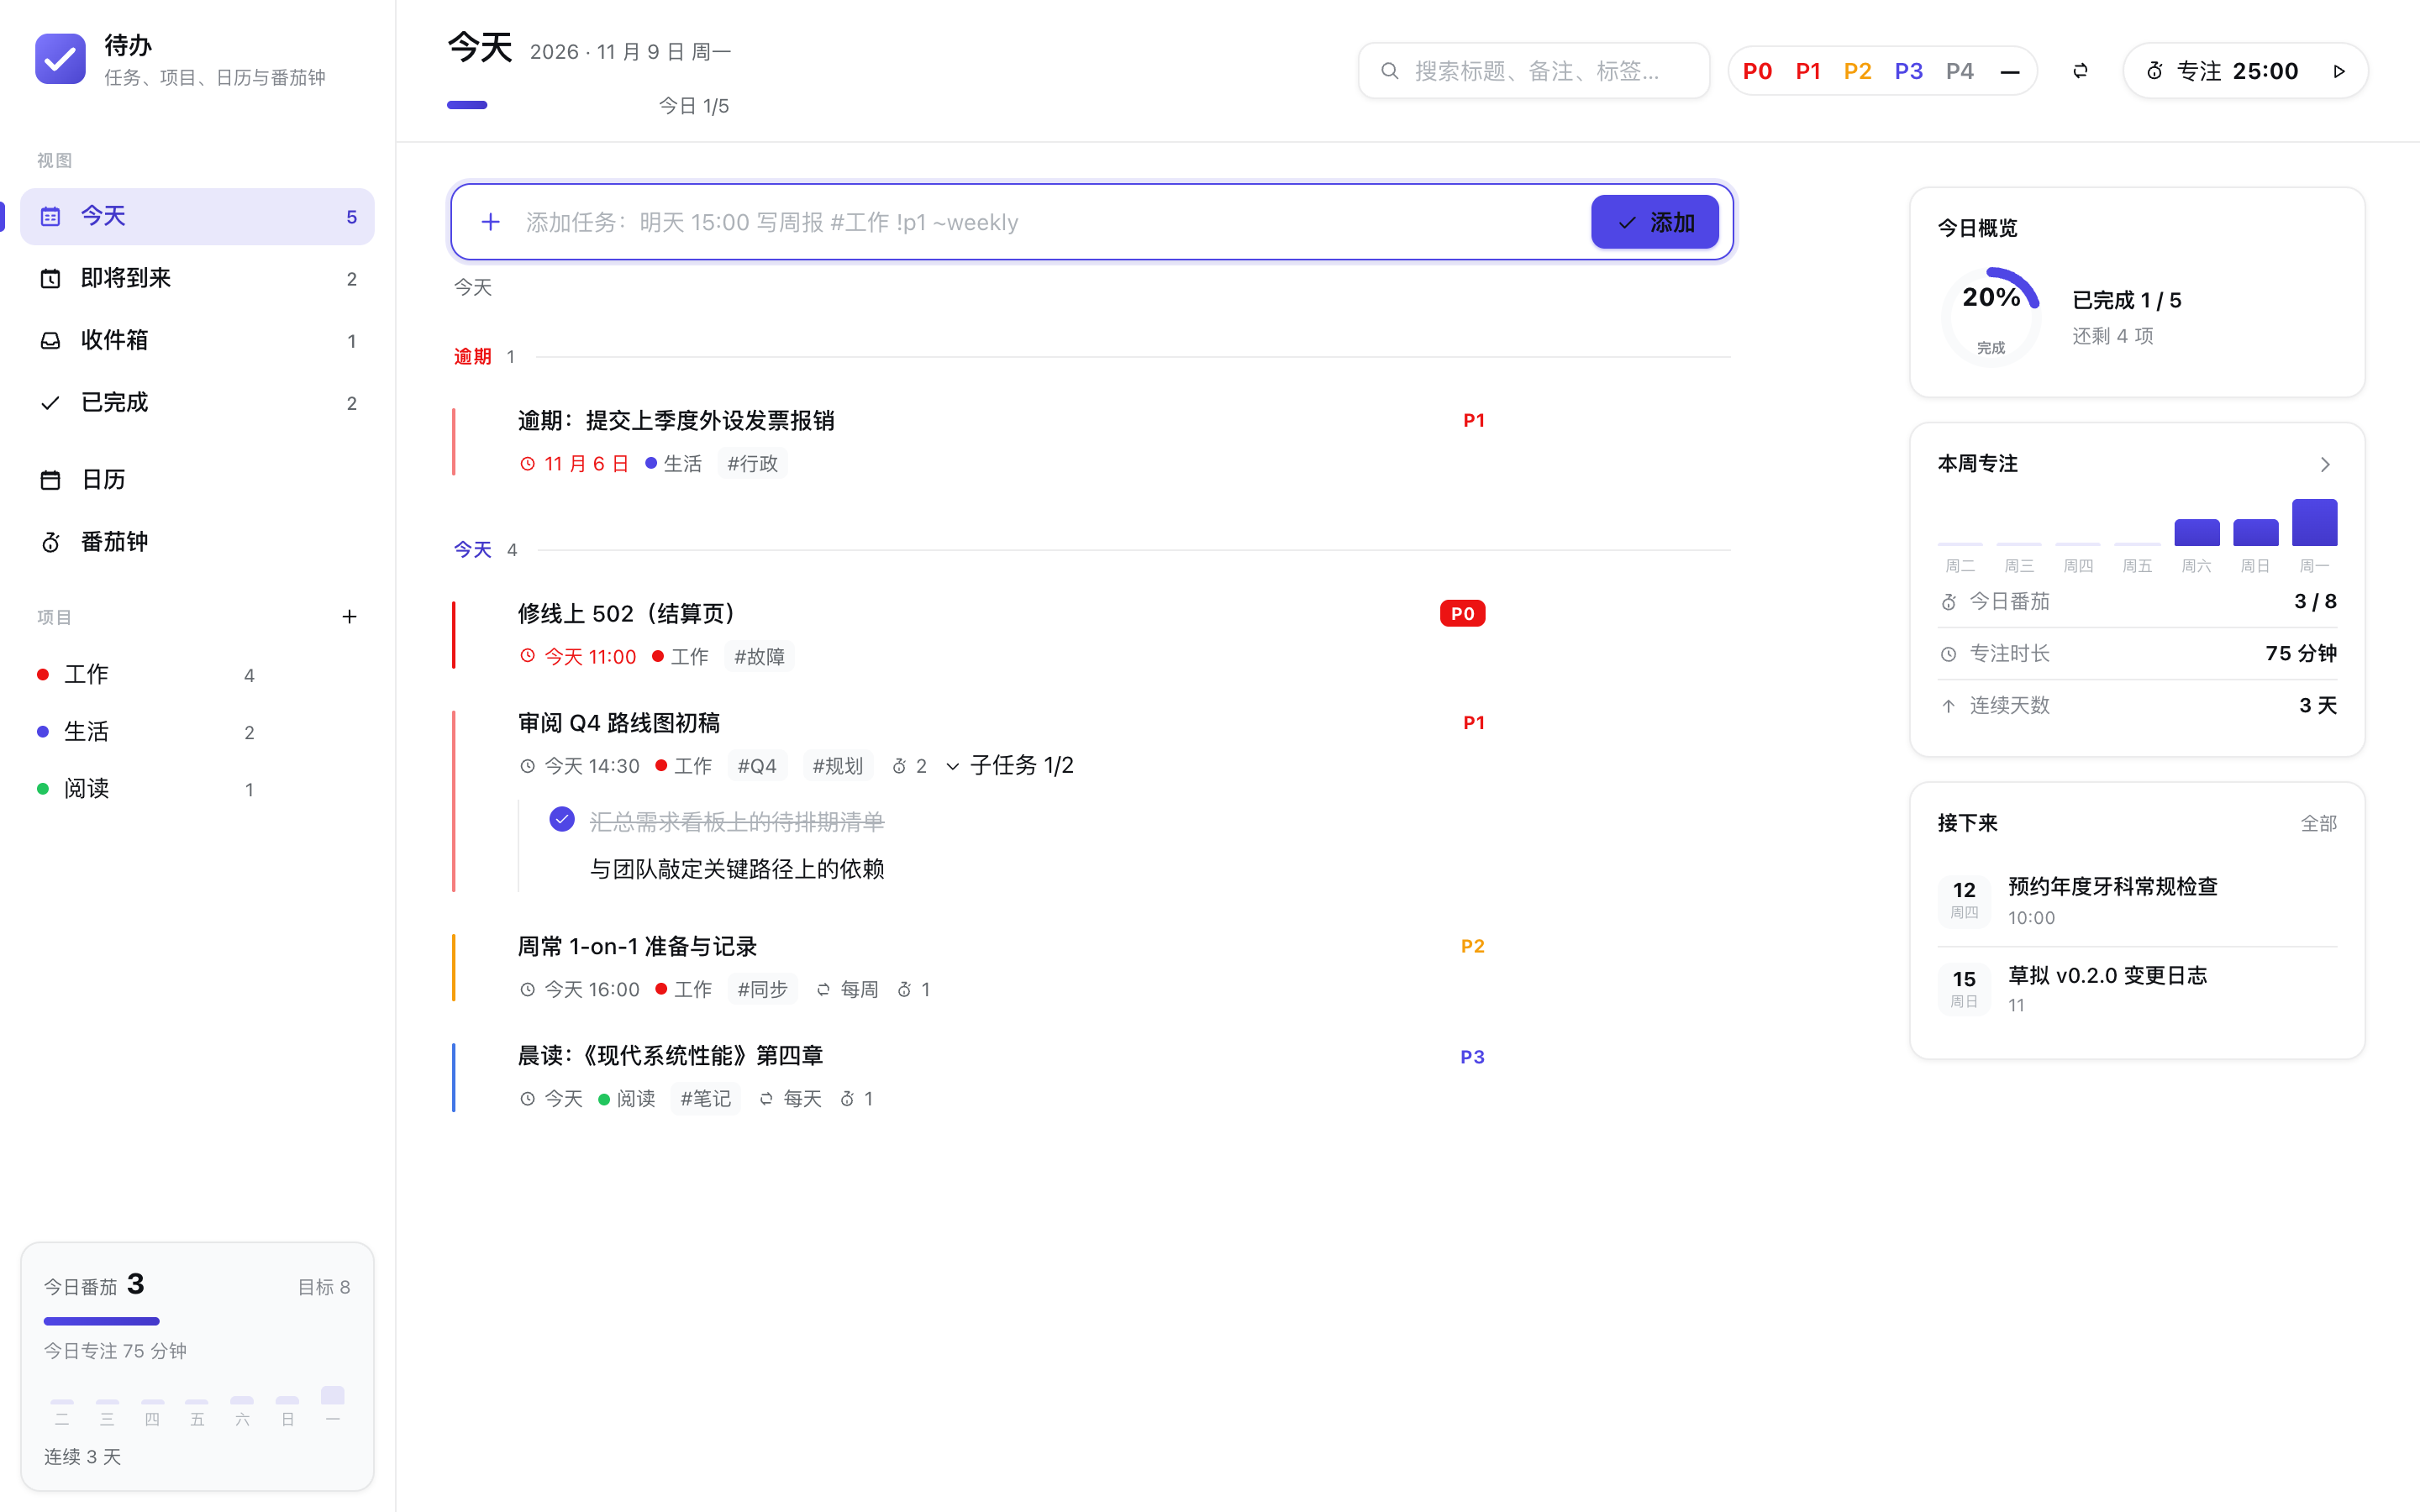 待办
任务、项目、日历与番茄钟
视图
今天 5
即将到来 2
收件箱 1
已完成 2
日历
番茄钟
项目
工作 4
生活 2
阅读 1
今日番茄 3 目标 8
今日专注 75 分钟
二 三 四 五 六 日 一
连续 3 天
今天 2026 · 11 月 9 日 周一
今日 1/5
搜索标题、备注、标签...
P0 P1 P2 P3 P4 —
专注 25:00
添加任务：明天 15:00 写周报 #工作 !p1 ~weekly
添加
今天
逾期 1
逾期：提交上季度外设发票报销 P1
11 月 6 日 生活 #行政
今天 4
修线上 502（结算页） P0
今天 11:00 工作 #故障
审阅 Q4 路线图初稿 P1
今天 14:30 工作 #Q4 #规划 2 子任务 1/2
汇总需求看板上的待排期清单
与团队敲定关键路径上的依赖
周常 1-on-1 准备与记录 P2
今天 16:00 工作 #同步 每周 1
晨读：《现代系统性能》第四章 P3
今天 阅读 #笔记 每天 1
今日概览
20%
完成
已完成 1 / 5
还剩 4 项
本周专注
周二 周三 周四 周五 周六 周日 周一
今日番茄 3 / 8
专注时长 75 分钟
连续天数 3 天
接下来 全部
12 周四
预约年度牙科常规检查
10:00
15 周日
草拟 v0.2.0 变更日志
11